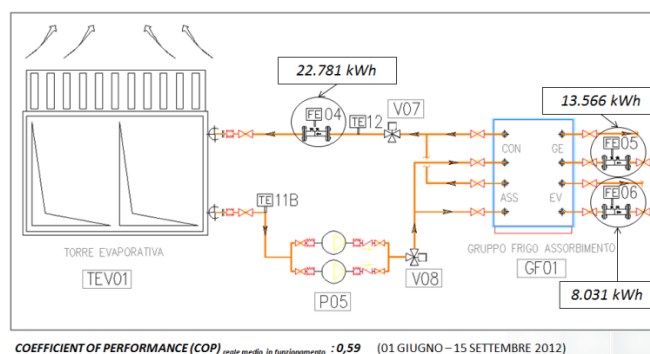 22.781 kWh
FE 04
TE 12
V07
13.566 kWh
CON
GE
FE 05
ASS
EV
FE 06
TE 11B
TORRE EVAPORATIVA
TEV01
P05
V08
GRUPPO FRIGO ASSORBIMENTO
GF01
8.031 kWh
COEFFICIENT OF PERFORMANCE (COP) reale medio in funzionamento : 0,59 (01 GIUGNO – 15 SETTEMBRE 2012)